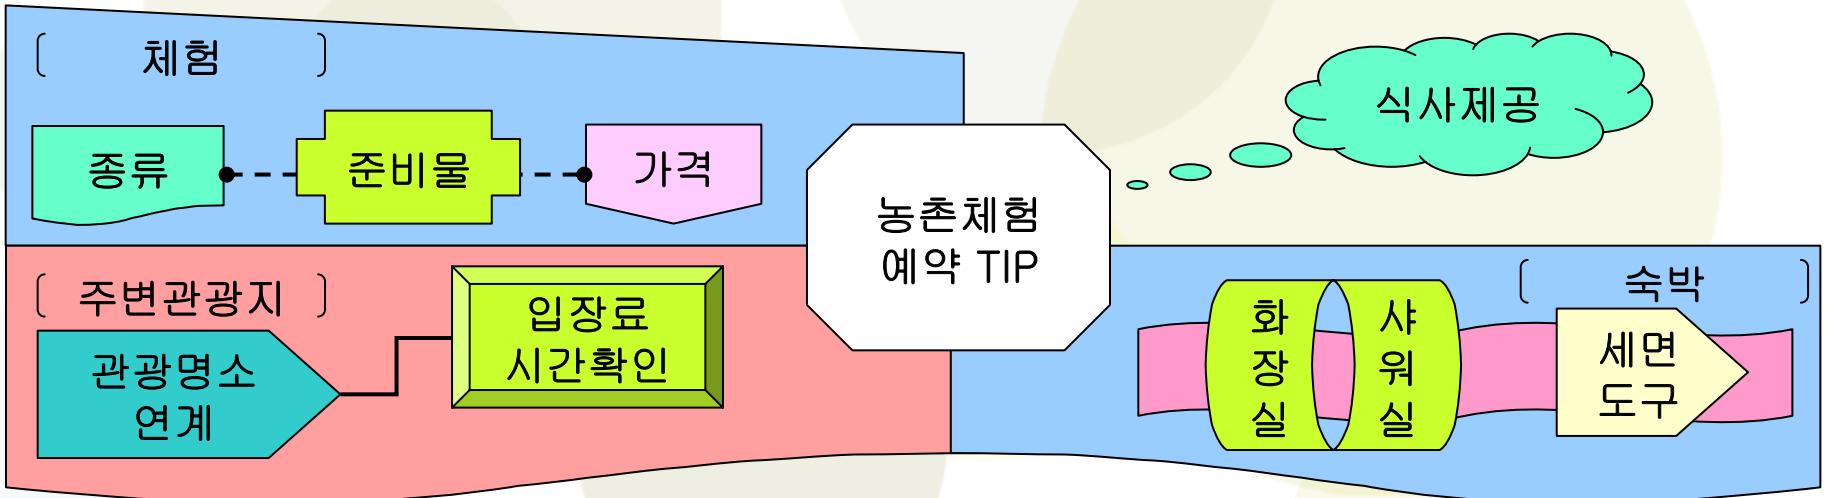 체험
종류
준비물
가격
식사제공
농촌체험
예약 TIP
주변관광지
관광명소
연계
입장료
시간확인
숙박
화장실
샤워실
세면
도구